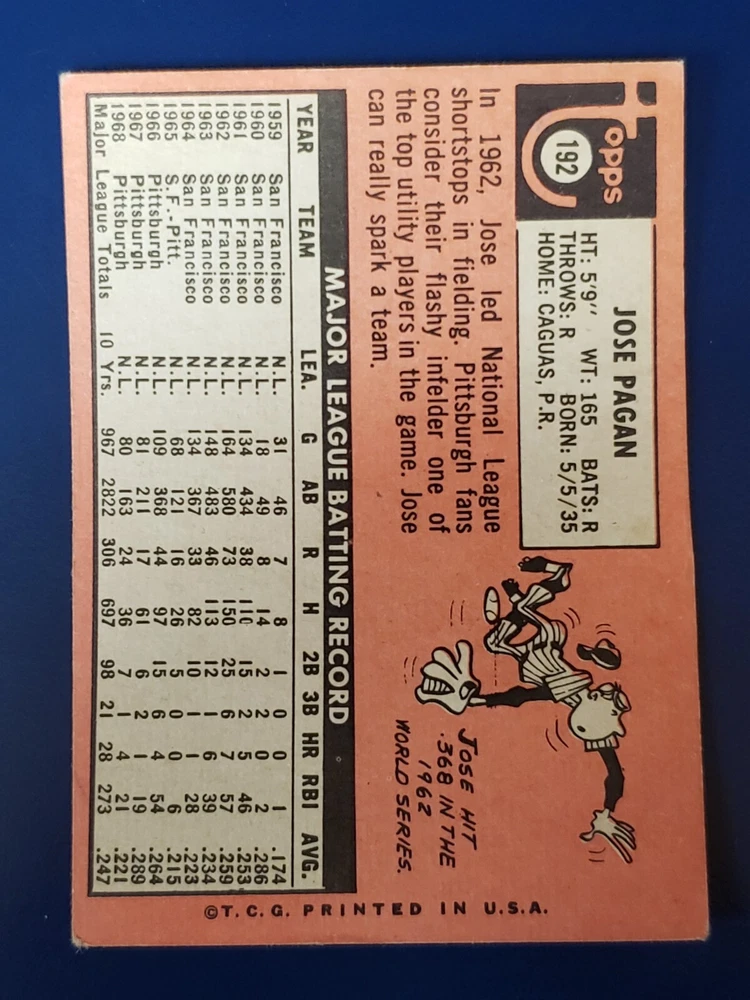 Topps
192
JOSE PAGAN
HT: 5'9" WT: 165 BATS: R
THROWS: R BORN: 5/5/35
HOME: CAGUAS, P.R.
In 1962, Jose led National League
shortstops in fielding. Pittsburgh fans
consider their flashy infelder one of
the top utility players in the game. Jose
can really spark a team.
JOSE HIT
.368 IN THE
1962
WORLD SERIES.
MAJOR LEAGUE BATTING RECORD
YEAR TEAM LEA. G AB R H 2B 3B HR RBI AVG.
1959 San Francisco N.L. 31 46 7 8 1 0 0 1 .174
1960 San Francisco N.L. 18 49 8 14 2 2 0 2 .286
1961 San Francisco N.L. 134 434 38 110 15 2 5 46 .253
1962 San Francisco N.L. 164 580 73 150 25 6 7 57 .259
1963 San Francisco N.L. 148 483 46 113 12 1 6 39 .234
1964 San Francisco N.L. 134 367 33 82 10 1 1 28 .223
1965 S.F.-Pitt. N.L. 68 121 16 26 5 0 0 6 .215
1966 Pittsburgh N.L. 109 368 44 97 15 6 4 54 .264
1967 Pittsburgh N.L. 81 211 17 61 6 2 1 19 .289
1968 Pittsburgh N.L. 80 163 24 36 7 1 4 21 .221
Major League Totals 10 Yrs. 967 2822 306 697 98 21 28 273 .247
©T.C.G. PRINTED IN U.S.A.